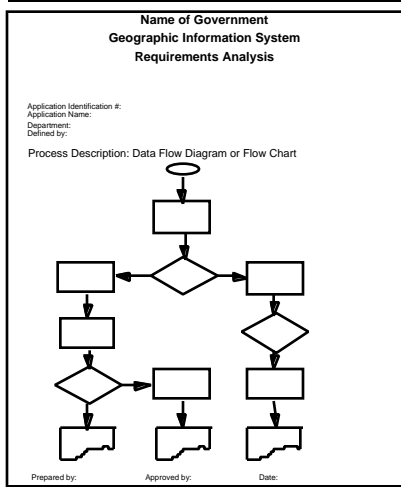 Name of Government
Geographic Information System
Requirements Analysis
Application Identification #:
Application Name:
Department:
Defined by:
Process Description: Data Flow Diagram or Flow Chart
Prepared by: Approved by: Date: